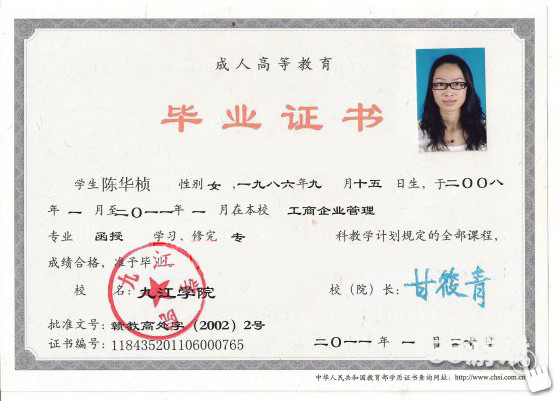 成人高等教育
毕业证书
学生 陈华桢 性别 女 ,一九八六年九 月十五 日生，于二〇〇八
年 一 月至二〇一一年 一 月在本校 工商企业管理
专业 函授 学习，修完 专 科教学计划规定的全部课程，
成绩合格，准予毕业
校 名：九江学院 校（院）长：甘筱青
九江学院
批准文号：赣教高处字（2002）2号
证书编号：118435201106000765
二〇一一年 一 月
中华人民共和国教育部学历证书查询网址：http://www.chsi.com.cn